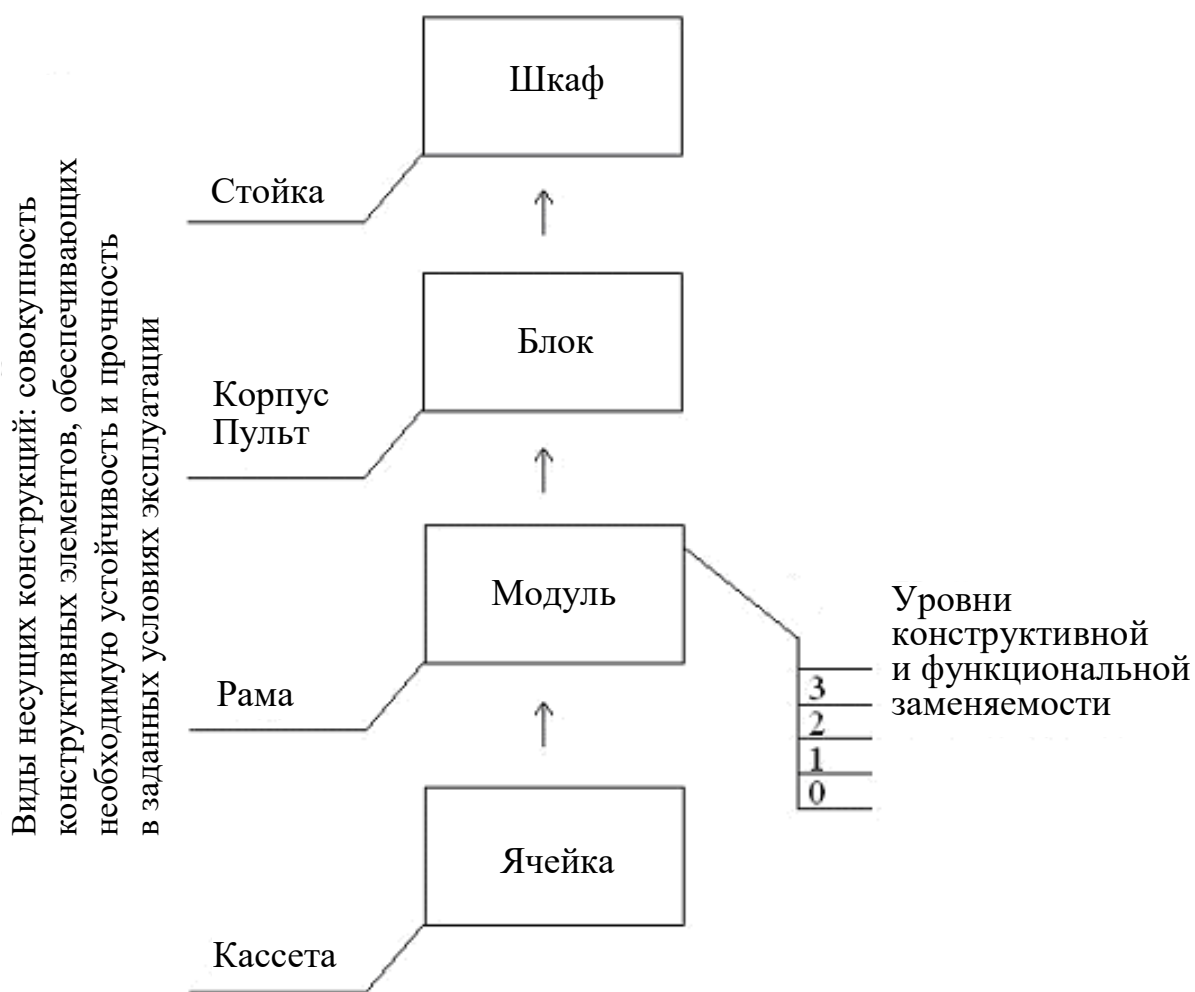 Виды несущих конструкций: совокупность
конструктивных элементов, обеспечивающих
необходимую устойчивость и прочность
в заданных условиях эксплуатации
Шкаф
Стойка
Блок
Корпус
Пульт
Модуль
Рама
Уровни
конструктивной
и функциональной
заменяемости
3
2
1
0
Ячейка
Кассета